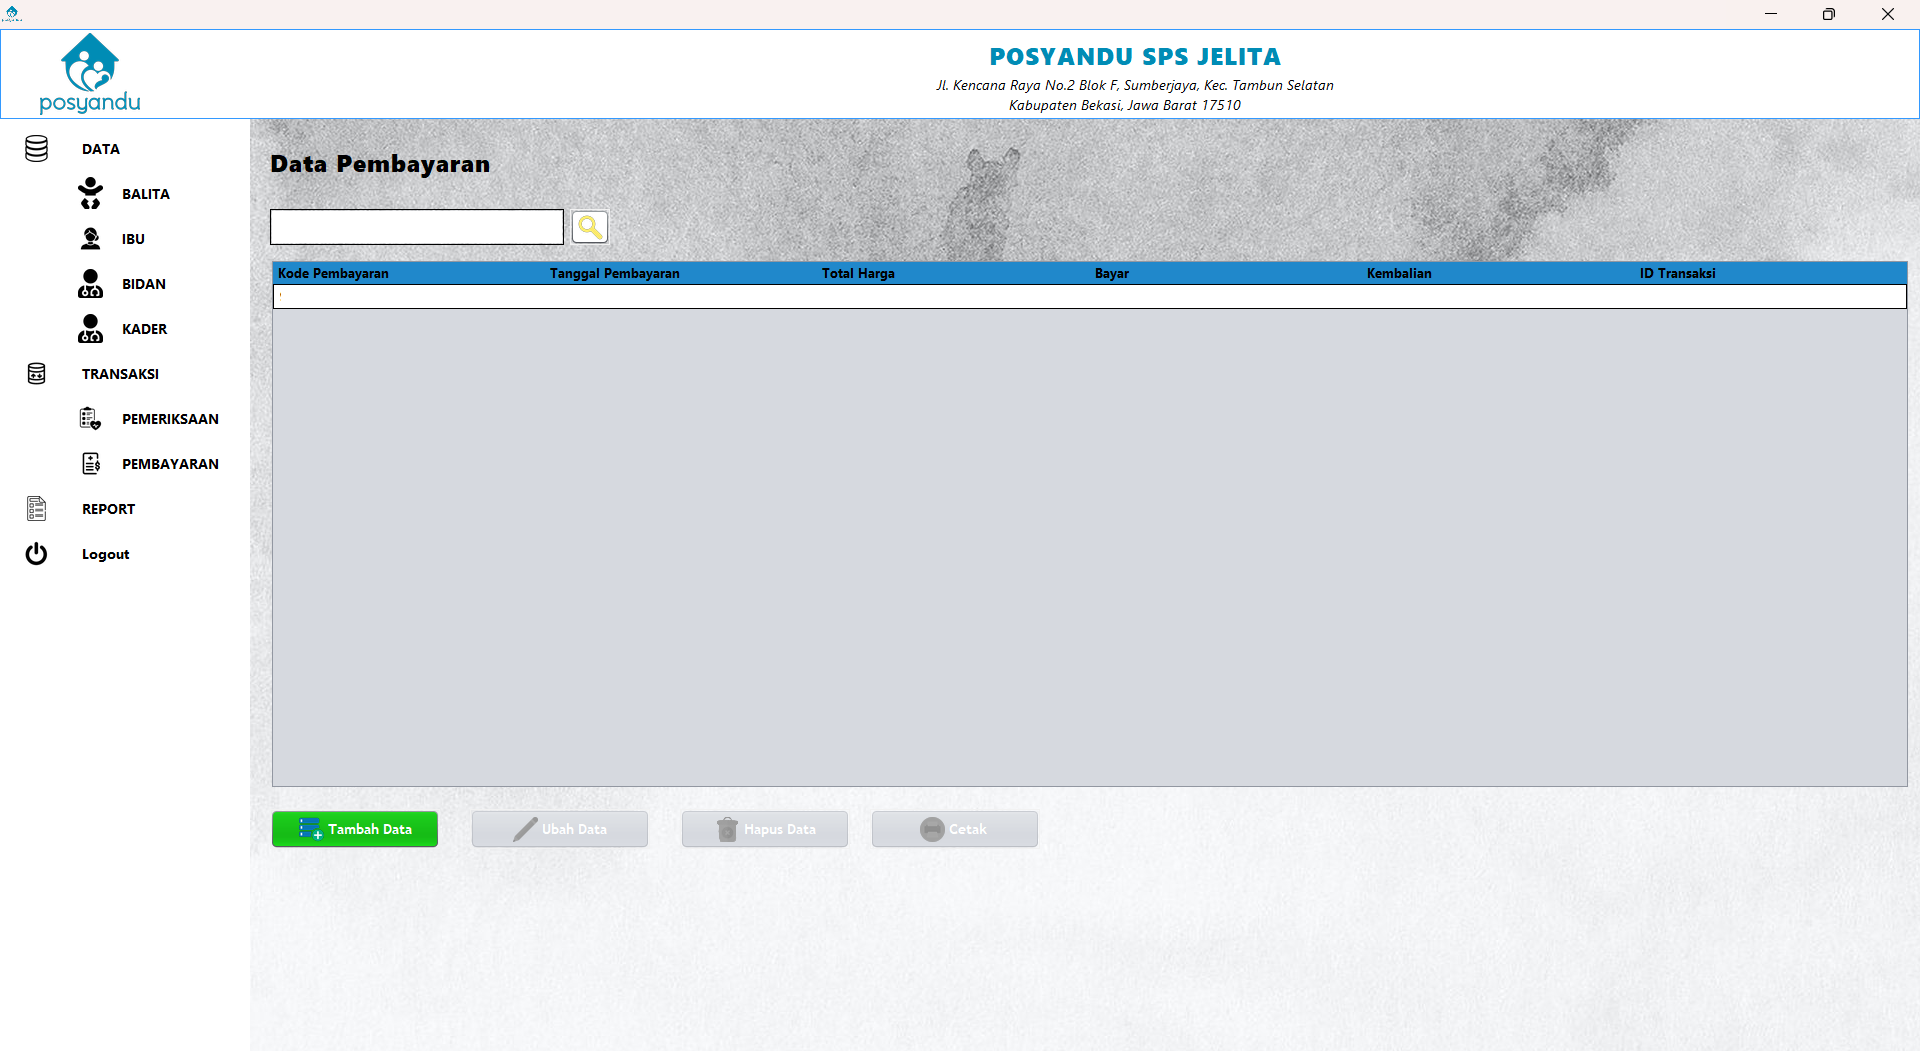 posyandu
POSYANDU SPS JELITA
Jl. Kencana Raya No.2 Blok F, Sumberjaya, Kec. Tambun Selatan
Kabupaten Bekasi, Jawa Barat 17510
DATA
BALITA
IBU
BIDAN
KADER
TRANSAKSI
PEMERIKSAAN
PEMBAYARAN
REPORT
Logout
Data Pembayaran
Kode Pembayaran Tanggal Pembayaran Total Harga Bayar Kembalian ID Transaksi
Tambah Data Ubah Data Hapus Data Cetak